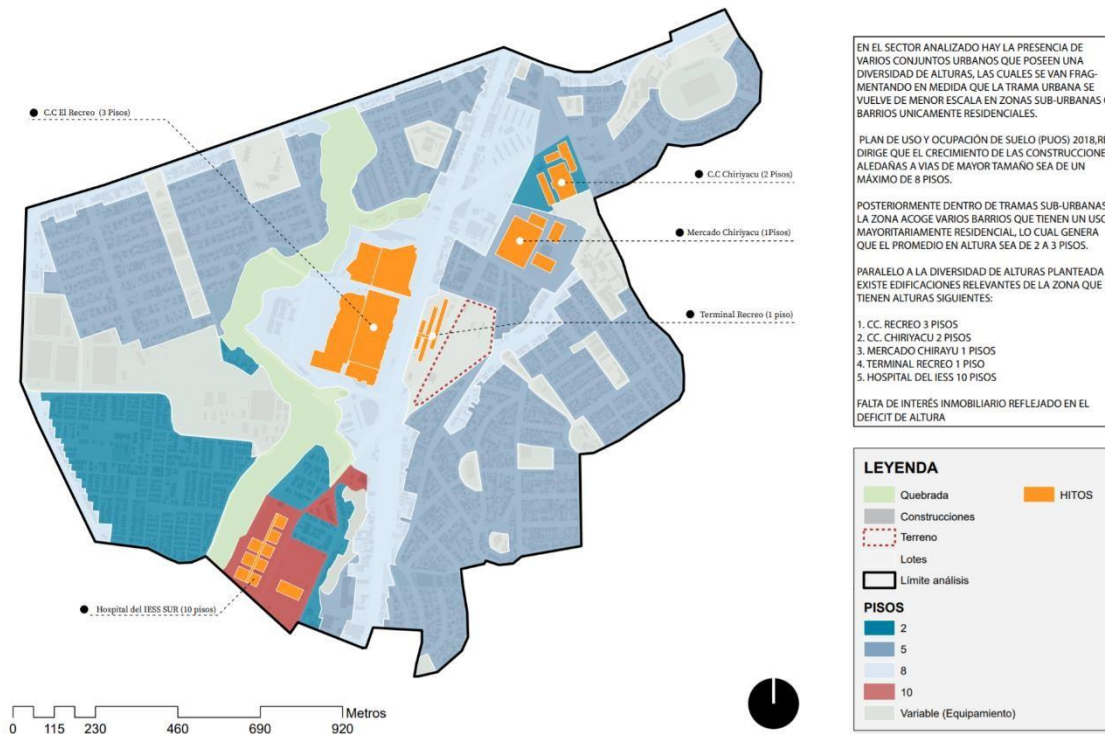 C.C El Recreo (3 Pisos)
C.C Chiriyacu (2 Pisos)
Mercado Chiriyacu (1Pisos)
Terminal Recreo (1 piso)
Hospital del IESS SUR (10 pisos)
0 115 230 460 690 920
Metros
EN EL SECTOR ANALIZADO HAY LA PRESENCIA DE
VARIOS CONJUNTOS URBANOS QUE POSEEN UNA
DIVERSIDAD DE ALTURAS, LAS CUALES SE VAN FRAG-
MENTANDO EN MEDIDA QUE LA TRAMA URBANA SE
VUELVE DE MENOR ESCALA EN ZONAS SUB-URBANAS
BARRIOS UNICAMENTE RESIDENCIALES.
PLAN DE USO Y OCUPACIÓN DE SUELO (PUOS) 2018,
DIRIGE QUE EL CRECIMIENTO DE LAS CONSTRUCCIONE
ALEDAÑAS A VIAS DE MAYOR TAMAÑO SEA DE UN
MÁXIMO DE 8 PISOS.
POSTERIORMENTE DENTRO DE TRAMAS SUB-URBANAS
LA ZONA ACOGE VARIOS BARRIOS QUE TIENEN UN USO
MAYORITARIAMENTE RESIDENCIAL, LO CUAL GENERA
QUE EL PROMEDIO EN ALTURA SEA DE 2 A 3 PISOS.
PARALELO A LA DIVERSIDAD DE ALTURAS PLANTEADA
EXISTE EDIFICACIONES RELEVANTES DE LA ZONA QUE
TIENEN ALTURAS SIGUIENTES:
1. CC. RECREO 3 PISOS
2. CC. CHIRIYACU 2 PISOS
3. MERCADO CHIRAYU 1 PISOS
4. TERMINAL RECREO 1 PISO
5. HOSPITAL DEL IESS 10 PISOS
FALTA DE INTERÉS INMOBILIARIO REFLEJADO EN EL
DEFICIT DE ALTURA
LEYENDA
Quebrada
HITOS
Construcciones
Terreno
Lotes
Límite análisis
PISOS
2
5
8
10
Variable (Equipamiento)